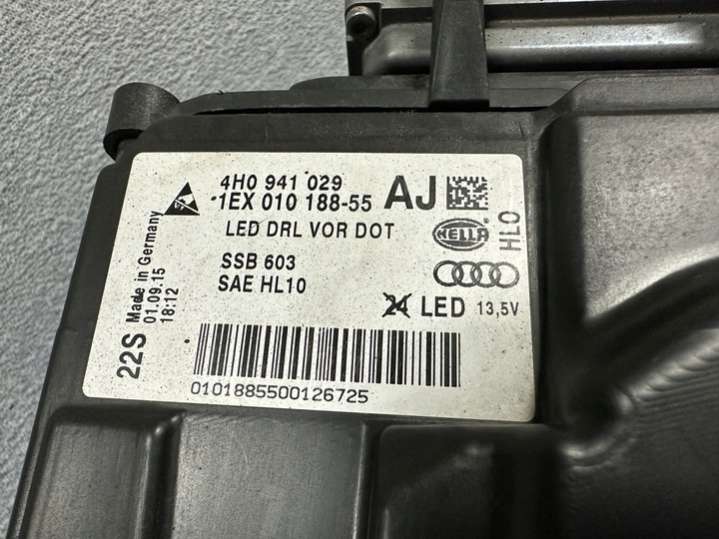 4H0 941 029 AJ
1EX 010 188-55
LED DRL VOR DOT
HELLA
HLO
SSB 603
SAE HL10
24 LED 13,5V
Made in Germany
01.09.15
18:12
22S
0101885500126725